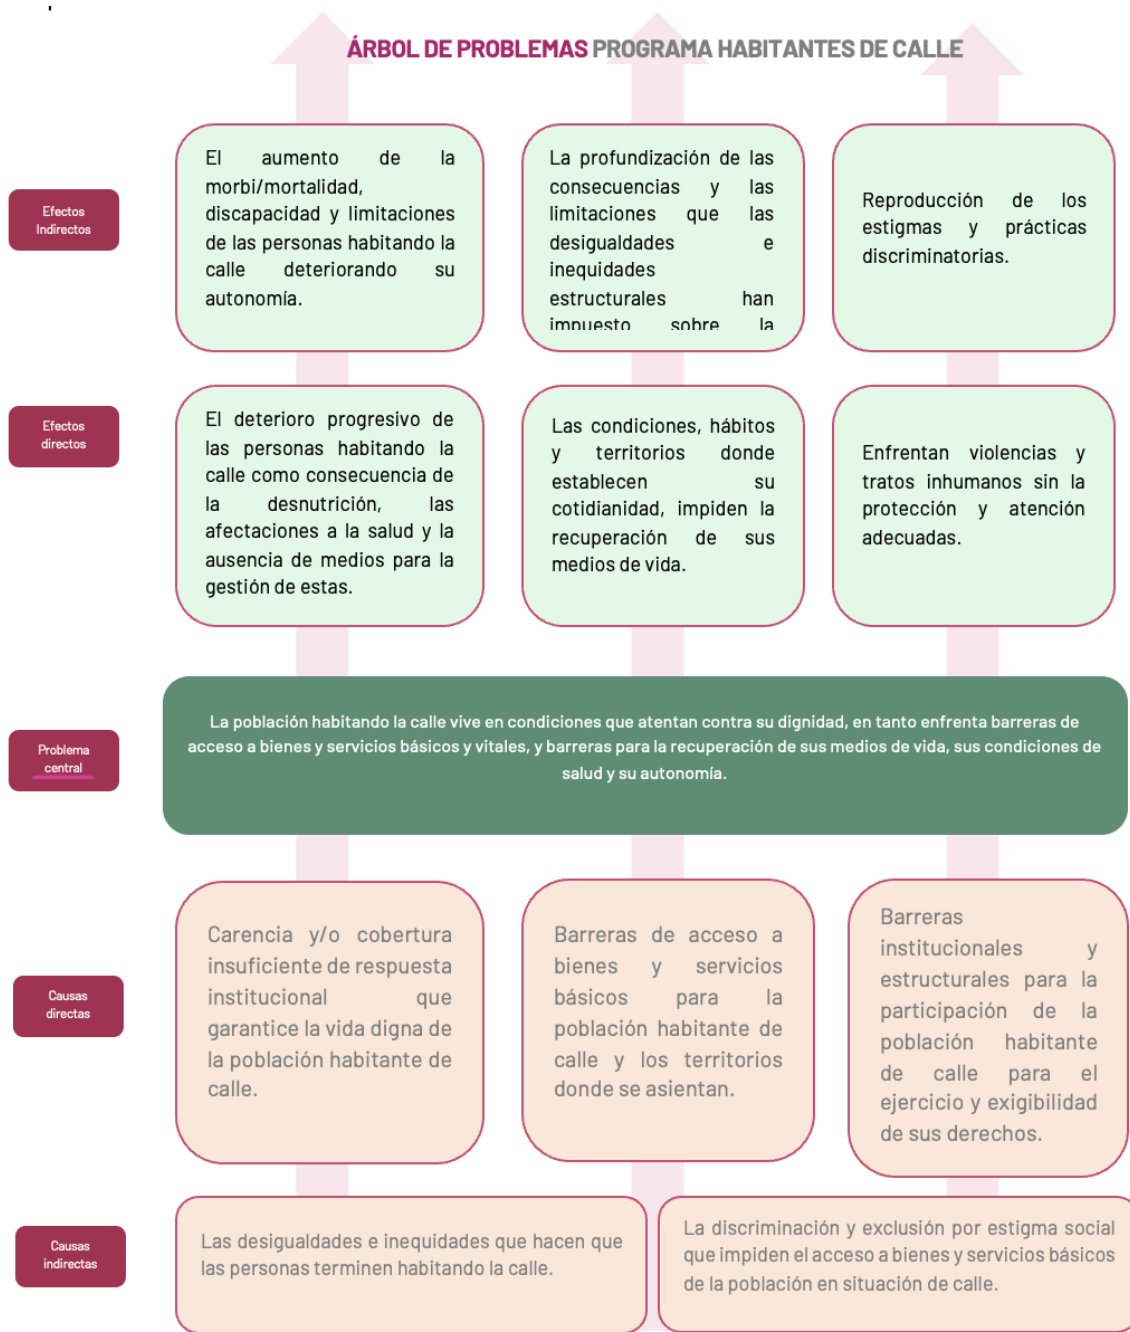 ÁRBOL DE PROBLEMAS PROGRAMA HABITANTES DE CALLE
Efectos
Indirectos
El aumento de la
morbi/mortalidad,
discapacidad y limitaciones
de las personas habitando la
calle deteriorando su
autonomía.
La profundización de las
consecuencias y las
limitaciones que las
desigualdades e
inequidades
estructurales han
impuesto sobre la
Reproducción de los
estigmas y prácticas
discriminatorias.
Efectos
directos
El deterioro progresivo de
las personas habitando la
calle como consecuencia de
la desnutrición, las
afectaciones a la salud y la
ausencia de medios para la
gestión de estas.
Las condiciones, hábitos
y territorios donde
establecen su
cotidianidad, impiden la
recuperación de sus
medios de vida.
Enfrentan violencias y
tratos inhumanos sin la
protección y atención
adecuadas.
Problema
central
La población habitando la calle vive en condiciones que atentan contra su dignidad, en tanto enfrenta barreras de
acceso a bienes y servicios básicos y vitales, y barreras para la recuperación de sus medios de vida, sus condiciones de
salud y su autonomía.
Causas
directas
Carencia y/o cobertura
insuficiente de respuesta
institucional que
garantice la vida digna de
la población habitante de
calle.
Barreras de acceso a
bienes y servicios
básicos para la
población habitante de
calle y los territorios
donde se asientan.
Barreras
institucionales y
estructurales para la
participación de la
población habitante
de calle para el
ejercicio y exigibilidad
de sus derechos.
Causas
indirectas
Las desigualdades e inequidades que hacen que
las personas terminen habitando la calle.
La discriminación y exclusión por estigma social
que impiden el acceso a bienes y servicios básicos
de la población en situación de calle.